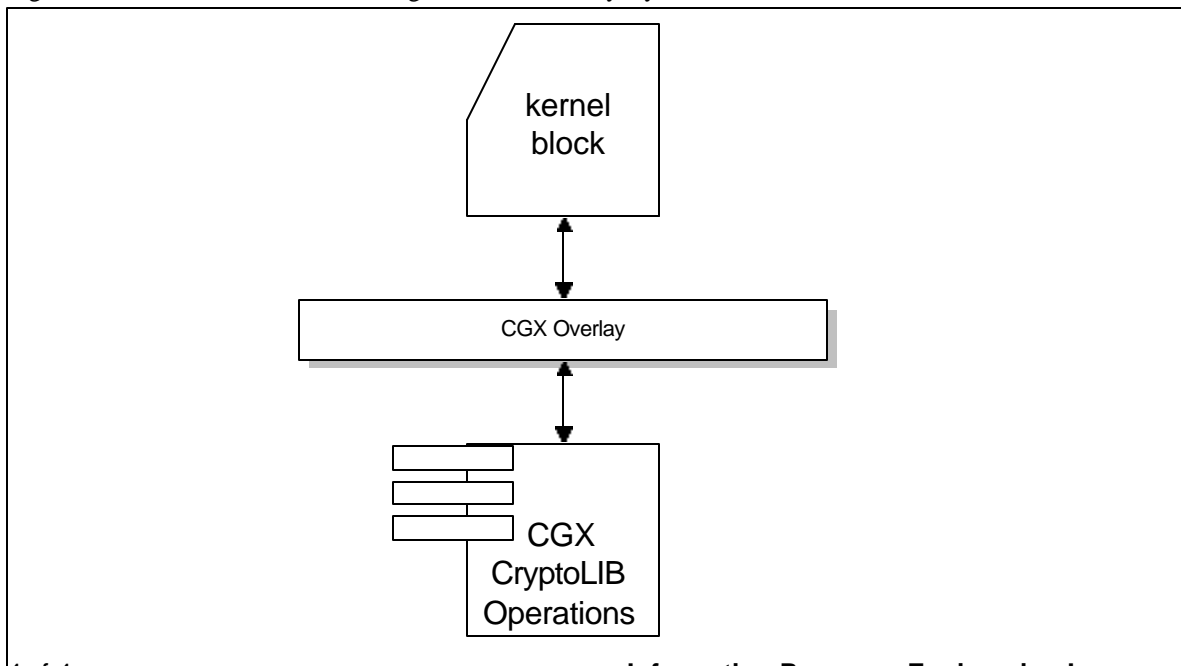 kernel
block
CGX Overlay
CGX
CryptoLIB
Operations